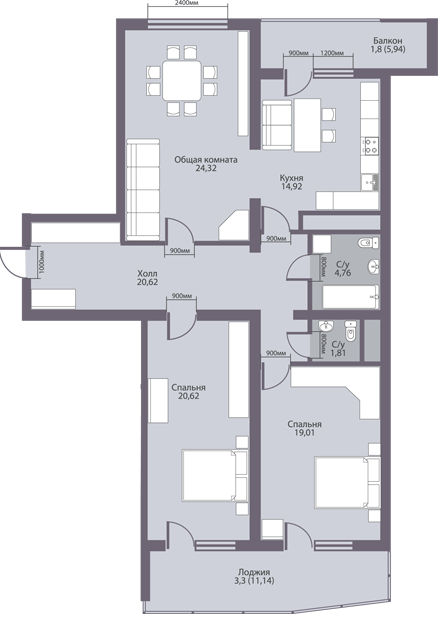 2400мм
Балкон
1,8 (5,94)
900мм
1200мм
Общая комната
24,32
Кухня
14,92
900мм
900мм
1000мм
Холл
20,62
800мм
С/у
4,76
900мм
800мм
С/у
1,81
900мм
Спальня
20,62
Спальня
19,01
Лоджия
3,3 (11,14)